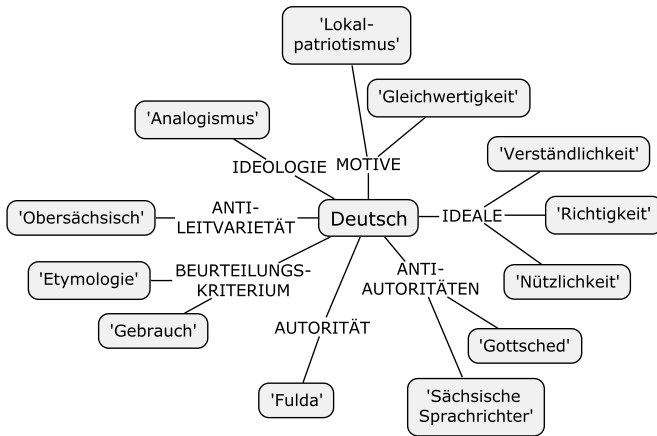 'Lokal-
patriotismus'
'Gleichwertigkeit'
'Analogismus'
'Verständlichkeit'
IDEOLOGIE
MOTIVE
ANTI-
LEITVARIETÄT
'Obersächsisch'
Deutsch
IDEALE
'Richtigkeit'
'Etymologie'
BEURTEILUNGS-
KRITERIUM
ANTI-
AUTORITÄTEN
'Nützlichkeit'
'Gebrauch'
AUTORITÄT
'Gottsched'
'Fulda'
'Sächsische
Sprachrichter'